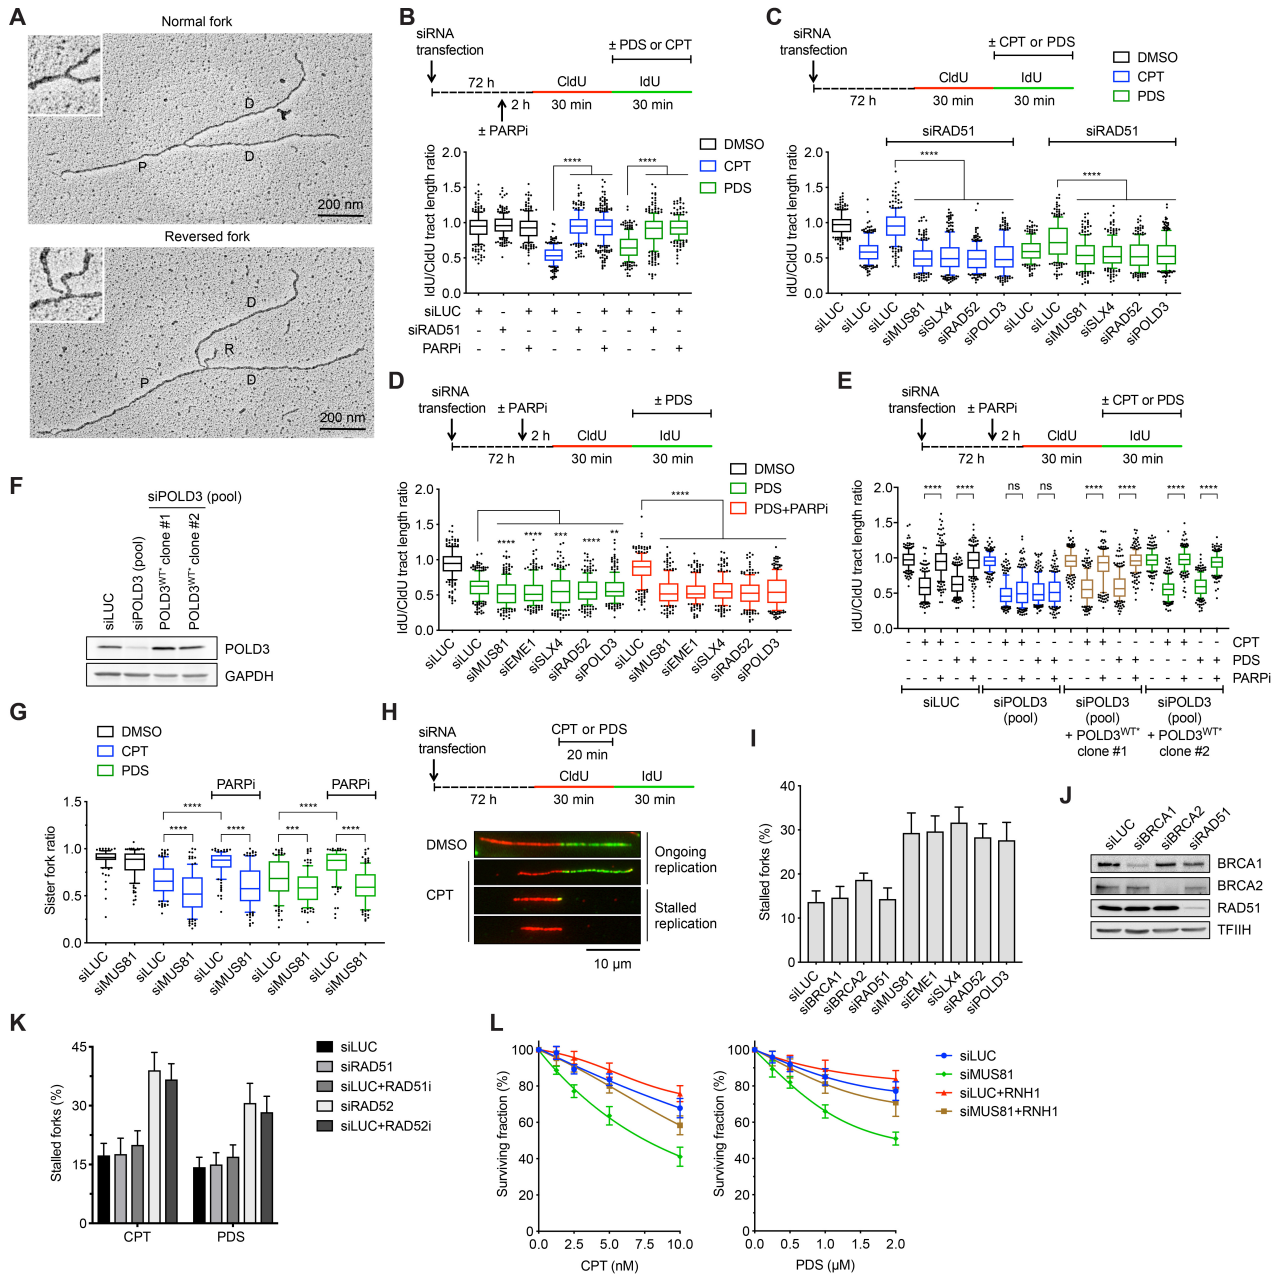 A
Normal fork
D
D
P
200 nm
Reversed fork
D
R
P
D
200 nm
B
siRNA
transfection
± PDS or CPT
72 h
CldU
IdU
2 h
30 min
30 min
± PARPi
DMSO
CPT
PDS
IdU/CldU tract length ratio
2.0
1.5
1.0
0.5
0.0
**** ****
siLUC + - + + - + + - +
siRAD51 - + - - + - - + -
PARPi - - + - - + - - +
C
siRNA
transfection
± CPT or PDS
CldU
IdU
72 h
30 min
30 min
DMSO
CPT
PDS
siRAD51
siRAD51
**** ****
IdU/CldU tract length ratio
2.0
1.5
1.0
0.5
0.0
siLUC siLUC siLUC siMUS81 siSLX4 siRAD52 siPOLD3 siLUC siLUC siMUS81 siSLX4 siRAD52 siPOLD3
D
siRNA
transfection
± PARPi
± PDS
2 h
CldU
IdU
72 h
30 min
30 min
DMSO
PDS
PDS+PARPi
IdU/CldU tract length ratio
2.0
1.5
1.0
0.5
0.0
**** **** *** **** ** ****
siLUC siLUC siMUS81 siEME1 siSLX4 siRAD52 siPOLD3 siLUC siMUS81 siEME1 siSLX4 siRAD52 siPOLD3
E
siRNA
transfection
± PARPi
± CPT or PDS
2 h
CldU
IdU
72 h
30 min
30 min
IdU/CldU tract length ratio
2.0
1.5
1.0
0.5
0.0
**** **** ns ns **** **** **** ****
- + + - - - + + - - - + + - - - + + - - CPT
- - - + + - - - + + - - - + + - - - + + PDS
- - + - + - - + - + - - + - + - - + - + PARPi
siLUC
siPOLD3
(pool)
siPOLD3
(pool)
+ POLD3WT*
clone #1
siPOLD3
(pool)
+ POLD3WT*
clone #2
F
siPOLD3 (pool)
siLUC
siPOLD3 (pool)
POLD3WT* clone #1
POLD3WT* clone #2
POLD3
GAPDH
G
DMSO
CPT
PDS
PARPi
PARPi
**** ****
**** **** *** ****
Sister fork ratio
1.5
1.0
0.5
0.0
siLUC siMUS81 siLUC siMUS81 siLUC siMUS81 siLUC siMUS81 siLUC siMUS81
H
siRNA
transfection
CPT or PDS
20 min
CldU
IdU
72 h
30 min
30 min
DMSO
CPT
Ongoing
replication
Stalled
replication
10 µm
I
Stalled forks (%)
40
30
20
10
0
siLUC siBRCA1 siBRCA2 siRAD51 siMUS81 siEME1 siSLX4 siRAD52 siPOLD3
J
siLUC siBRCA1 siBRCA2 siRAD51
BRCA1
BRCA2
RAD51
TFIIH
K
Stalled forks (%)
45
30
15
0
CPT
PDS
siLUC
siRAD51
siLUC+RAD51i
siRAD52
siLUC+RAD52i
L
Surviving fraction (%)
100
80
60
40
20
0
0.0 2.5 5.0 7.5 10.0
CPT (nM)
Surviving fraction (%)
100
80
60
40
20
0
0.0 0.5 1.0 1.5 2.0
PDS (µM)
siLUC
siMUS81
siLUC+RNH1
siMUS81+RNH1